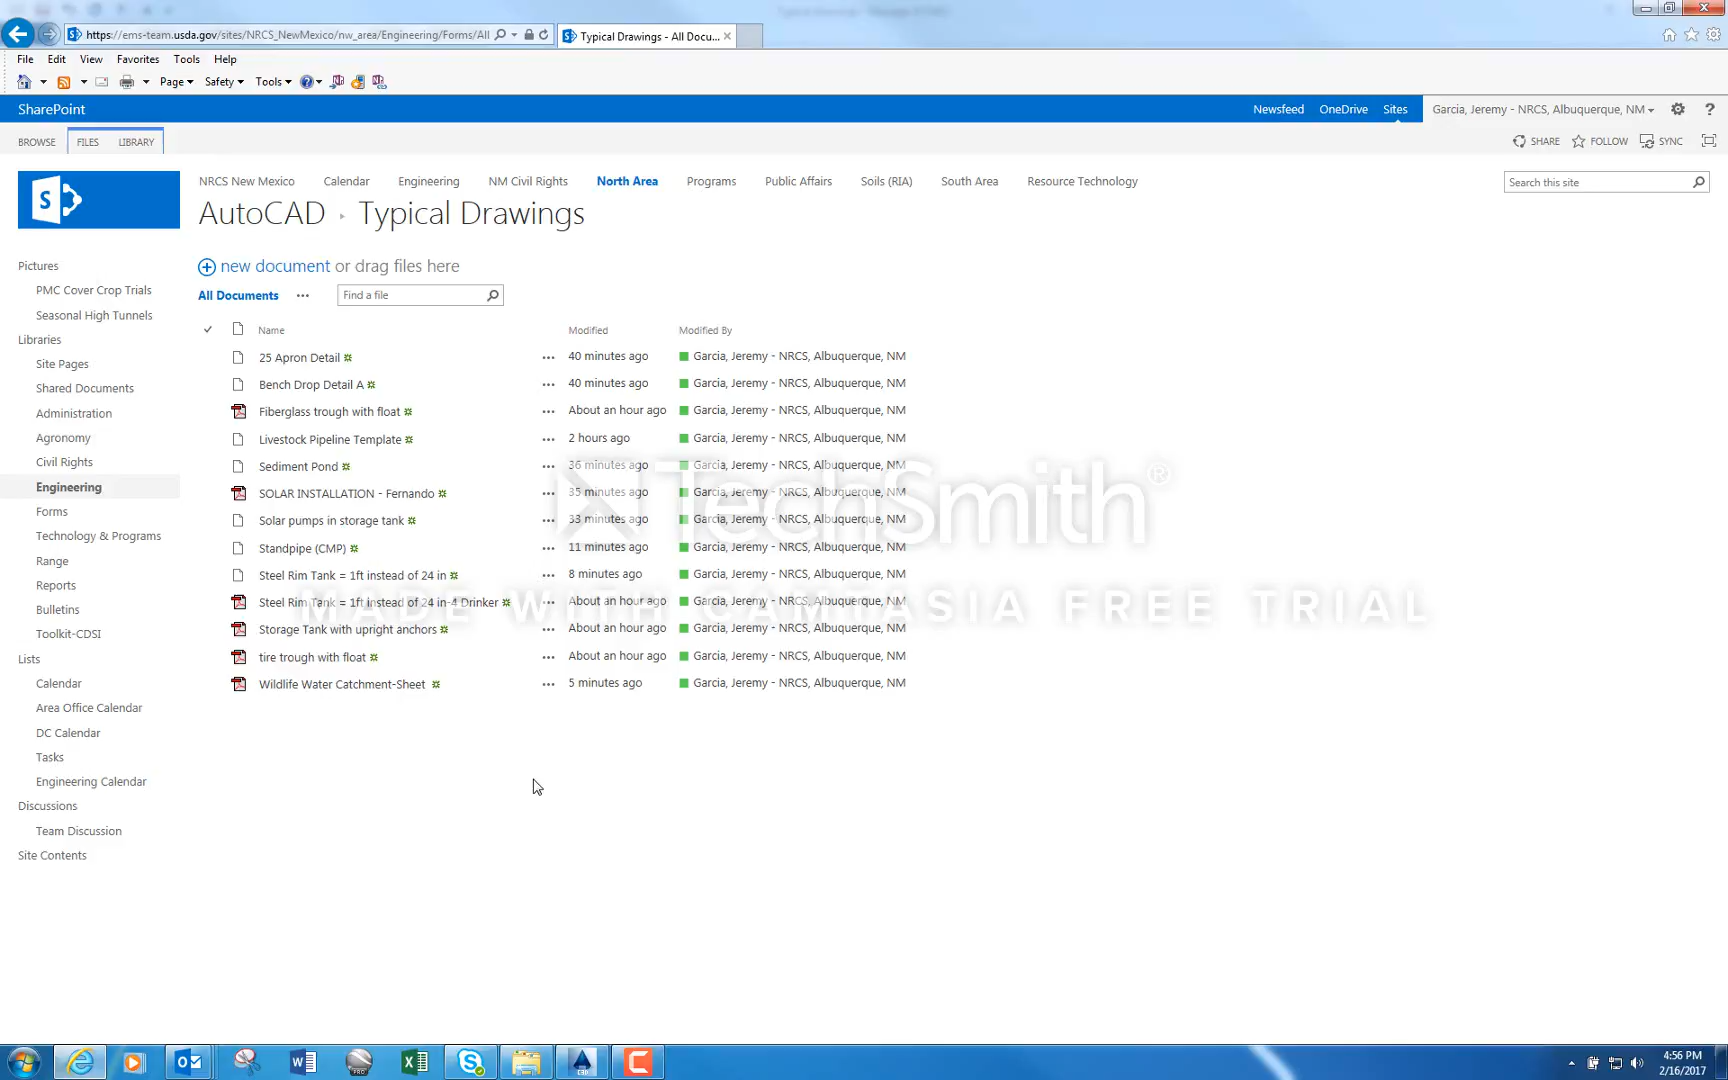 https://ems-team.usda.gov/sites/NRCS_NewMexico/nw_area/Engineering/Forms/All
Typical Drawings - All Docu...
File Edit View Favorites Tools Help
Page Safety Tools
SharePoint
Newsfeed OneDrive Sites Garcia, Jeremy - NRCS, Albuquerque, NM ?
BROWSE FILES LIBRARY
SHARE FOLLOW SYNC
NRCS New Mexico Calendar Engineering NM Civil Rights North Area Programs Public Affairs Soils (RIA) South Area Resource Technology
Search this site
AutoCAD Typical Drawings
new document or drag files here
All Documents ... Find a file
Name Modified Modified By
25 Apron Detail ... 40 minutes ago Garcia, Jeremy - NRCS, Albuquerque, NM
Bench Drop Detail A ... 40 minutes ago Garcia, Jeremy - NRCS, Albuquerque, NM
Fiberglass trough with float ... About an hour ago Garcia, Jeremy - NRCS, Albuquerque, NM
Livestock Pipeline Template ... 2 hours ago Garcia, Jeremy - NRCS, Albuquerque, NM
Sediment Pond ... 36 minutes ago Garcia, Jeremy - NRCS, Albuquerque, NM
SOLAR INSTALLATION - Fernando ... 35 minutes ago Garcia, Jeremy - NRCS, Albuquerque, NM
Solar pumps in storage tank ... 33 minutes ago Garcia, Jeremy - NRCS, Albuquerque, NM
Standpipe (CMP) ... 11 minutes ago Garcia, Jeremy - NRCS, Albuquerque, NM
Steel Rim Tank = 1ft instead of 24 in ... 8 minutes ago Garcia, Jeremy - NRCS, Albuquerque, NM
Steel Rim Tank = 1ft instead of 24 in-4 Drinker ... About an hour ago Garcia, Jeremy - NRCS, Albuquerque, NM
Storage Tank with upright anchors ... About an hour ago Garcia, Jeremy - NRCS, Albuquerque, NM
tire trough with float ... About an hour ago Garcia, Jeremy - NRCS, Albuquerque, NM
Wildlife Water Catchment-Sheet ... 5 minutes ago Garcia, Jeremy - NRCS, Albuquerque, NM
Pictures
PMC Cover Crop Trials
Seasonal High Tunnels
Libraries
Site Pages
Shared Documents
Administration
Agronomy
Civil Rights
Engineering
Forms
Technology & Programs
Range
Reports
Bulletins
Toolkit-CDSI
Lists
Calendar
Area Office Calendar
DC Calendar
Tasks
Engineering Calendar
Discussions
Team Discussion
Site Contents
TechSmith®
MADE WITH CAMTASIA FREE TRIAL
4:56 PM
2/16/2017